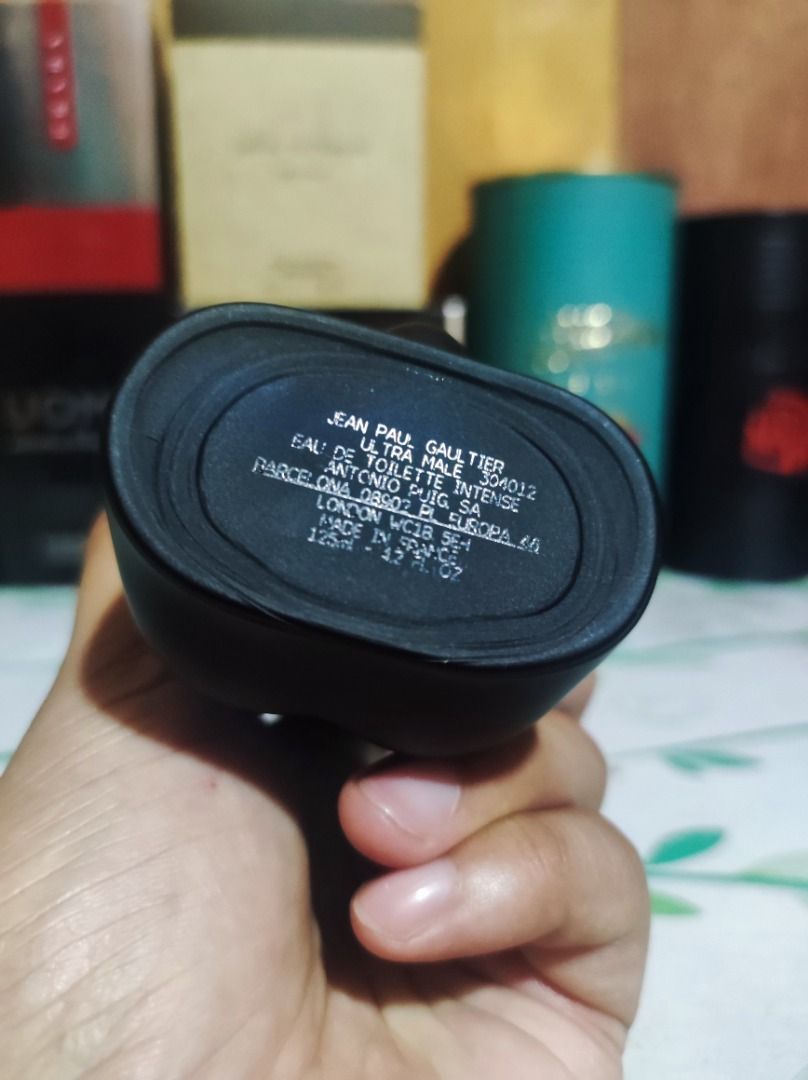 JEAN PAUL GAULTIER
ULTRA MALE 304012
EAU DE TOILETTE INTENSE
ANTONIO PUIG, SA
BARCELONA 08902 PL EUROPA 46
LONDON WC1B 5EH
MADE IN FRANCE
125ml - 4.2 FL.OZ